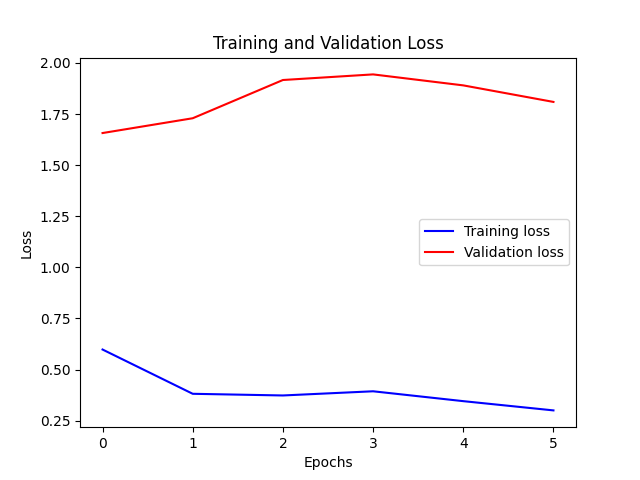 Training and Validation Loss
2.00
1.75
1.50
1.25
1.00
0.75
0.50
0.25
Loss
Training loss
Validation loss
0 1 2 3 4 5
Epochs